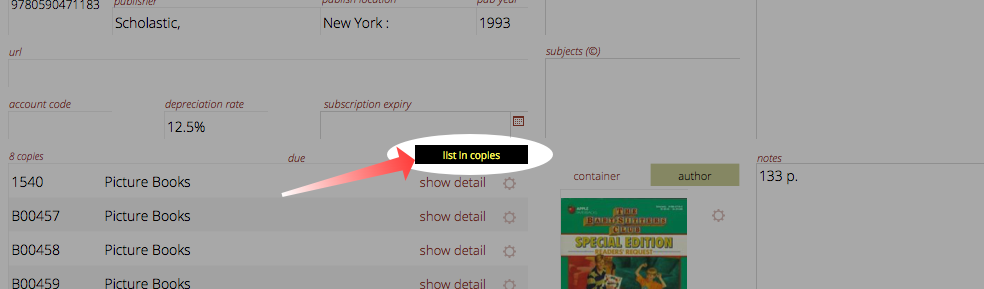 9780590471183
publisher
publish location
pub year
Scholastic,
New York :
1993
url
subjects (©)
account code
depreciation rate
subscription expiry
12.5%
8 copies
due
list in copies
notes
1540
Picture Books
show detail
container
author
133 p.
B00457
Picture Books
show detail
B00458
Picture Books
show detail
B00459
Picture Books
show detail
APPLE
THE
BABY-SITTERS
CLUB
SPECIAL EDITION
READERS' REQUEST